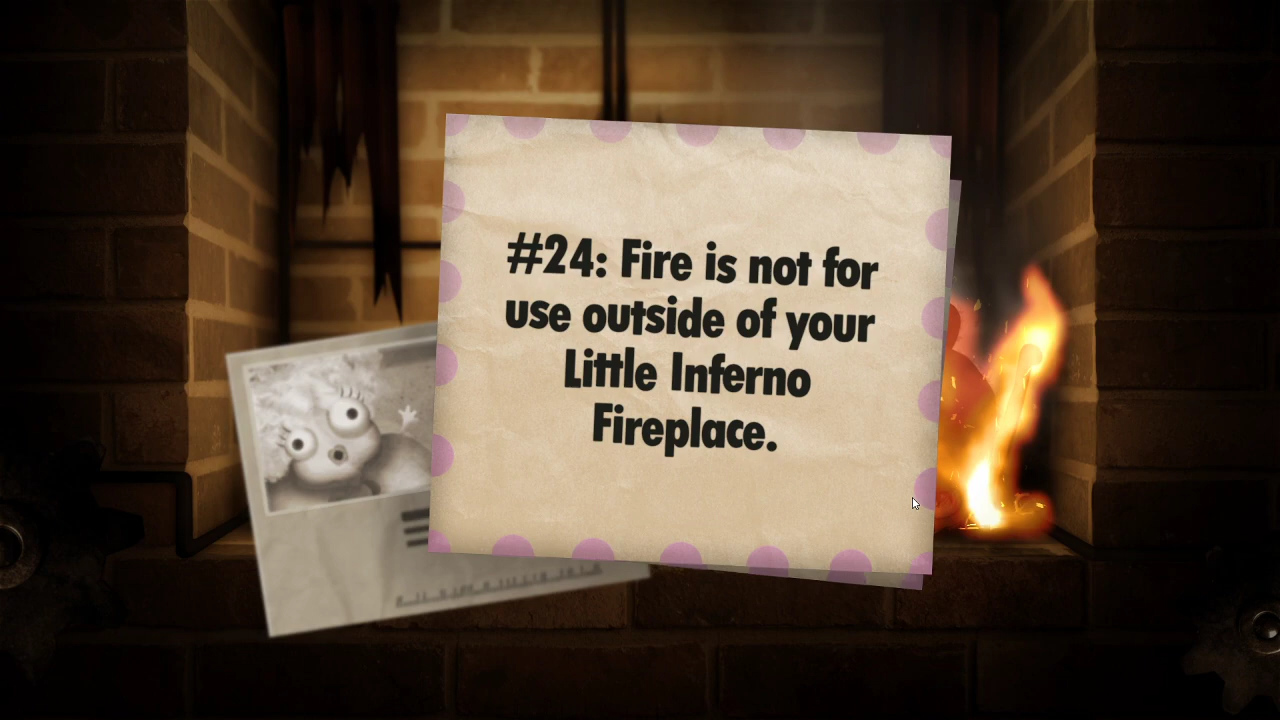 #24: Fire is not for
use outside of your
Little Inferno
Fireplace.